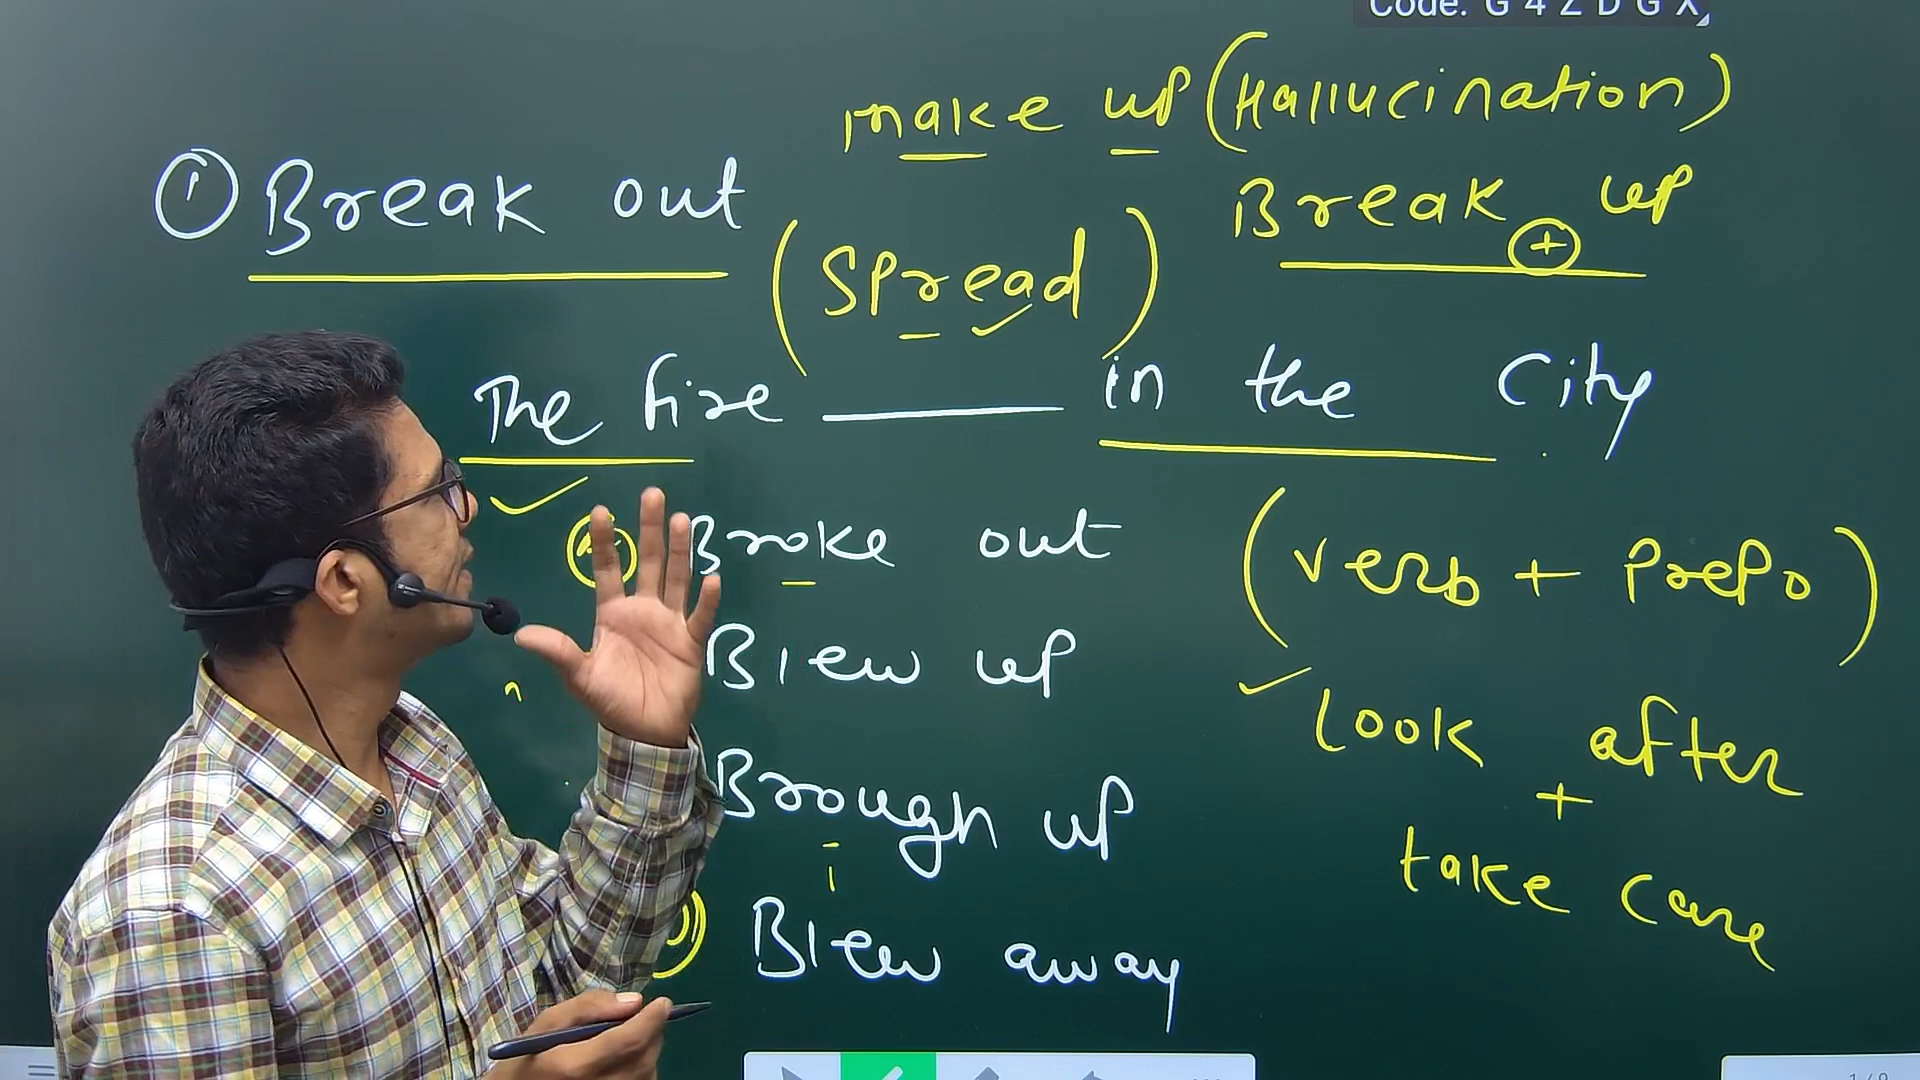 Code: G 4 Z D G X
make up (Hallucination)
① Break out
Break + up
(Spread)
The fire ______ in the City
Broke out
(verb + Prepo)
Blew up
look after
+
Brough up
take care
Blew away